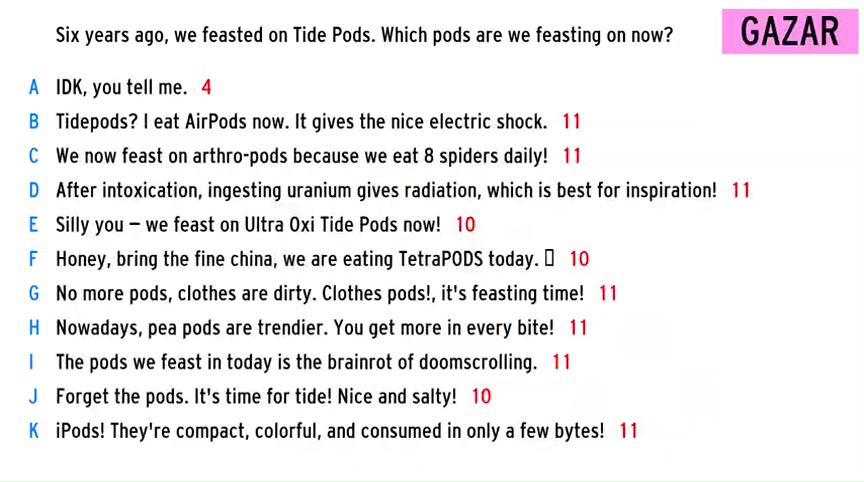 Six years ago, we feasted on Tide Pods. Which pods are we feasting on now?
GAZAR
A IDK, you tell me. 4
B Tidepods? I eat AirPods now. It gives the nice electric shock. 11
C We now feast on arthro-pods because we eat 8 spiders daily! 11
D After intoxication, ingesting uranium gives radiation, which is best for inspiration! 11
E Silly you — we feast on Ultra Oxi Tide Pods now! 10
F Honey, bring the fine china, we are eating TetraPODS today. 10
G No more pods, clothes are dirty. Clothes pods!, it's feasting time! 11
H Nowadays, pea pods are trendier. You get more in every bite! 11
I The pods we feast in today is the brainrot of doomscrolling. 11
J Forget the pods. It's time for tide! Nice and salty! 10
K iPods! They're compact, colorful, and consumed in only a few bytes! 11